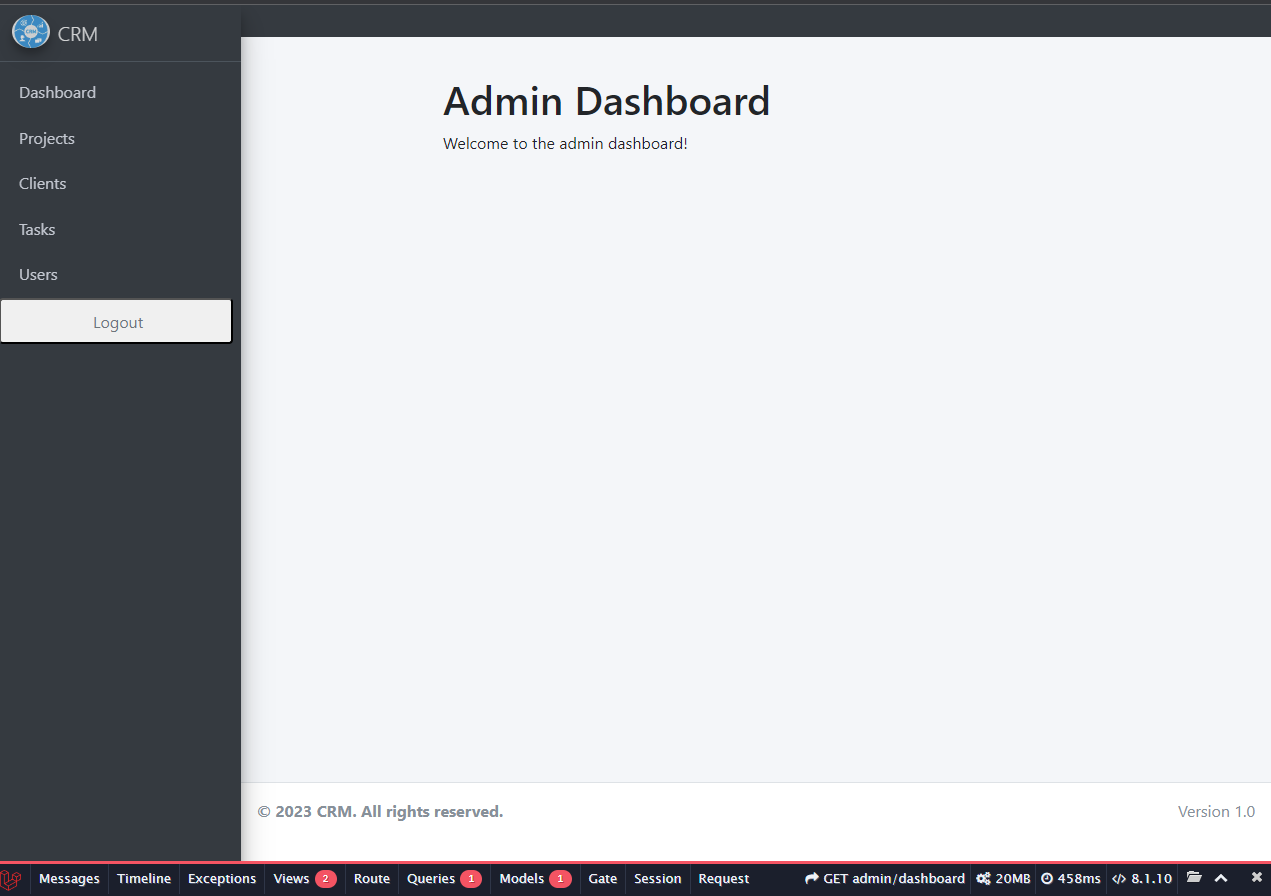 CRM
Dashboard
Projects
Clients
Tasks
Users
Logout
Admin Dashboard
Welcome to the admin dashboard!
© 2023 CRM. All rights reserved.
Version 1.0
Messages Timeline Exceptions Views 2 Route Queries 1 Models 1 Gate Session Request GET admin/dashboard 20MB 458ms 8.1.10